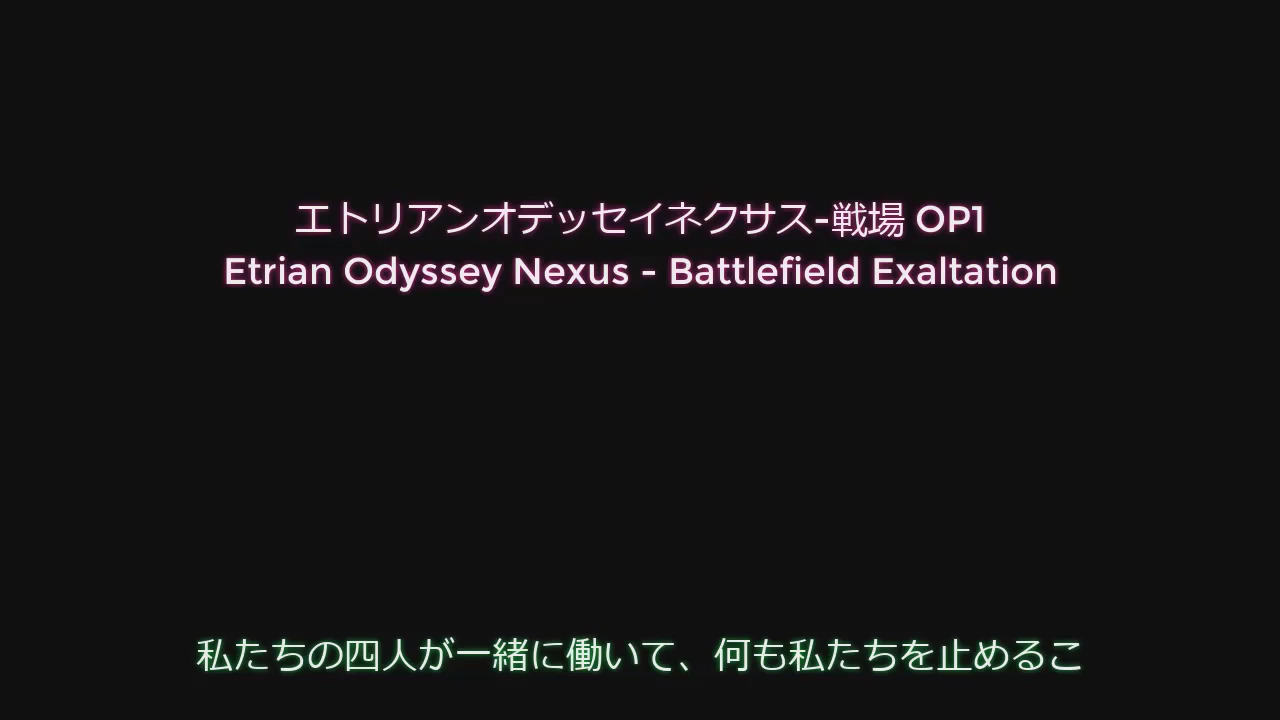 エトリアンオデッセイネクサス-戦場 OP1
Etrian Odyssey Nexus - Battlefield Exaltation
私たちの四人が一緒に働いて、何も私たちを止めるこ